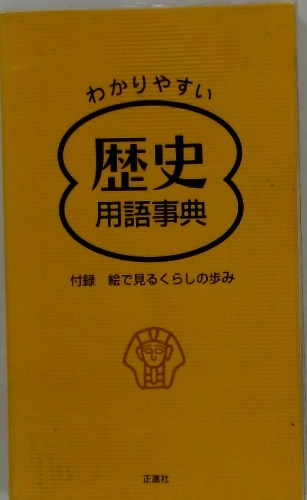 わかりやすい
歴史
用語事典
付録　絵で見るくらしの歩み
正進社